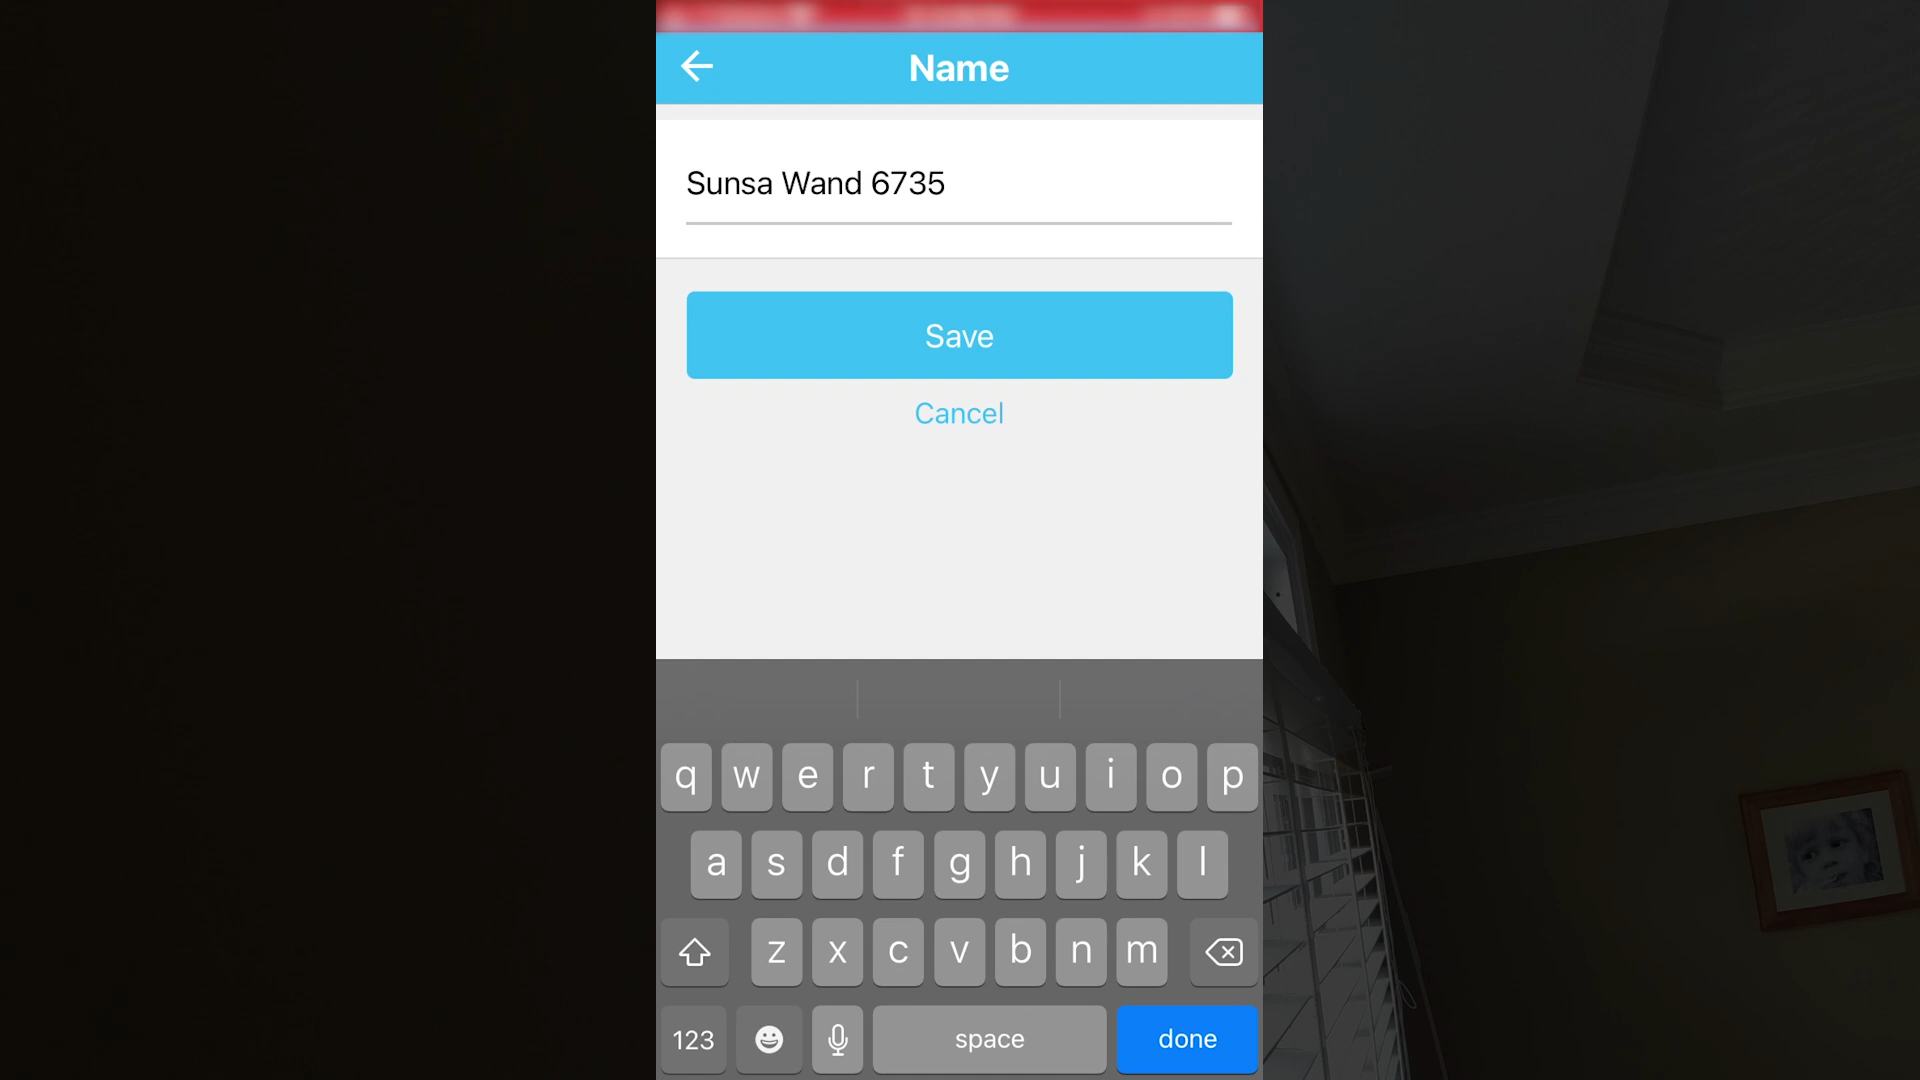 Name
Sunsa Wand 6735
Save
Cancel
q w e r t y u i o p
a s d f g h j k l
z x c v b n m
123 space done